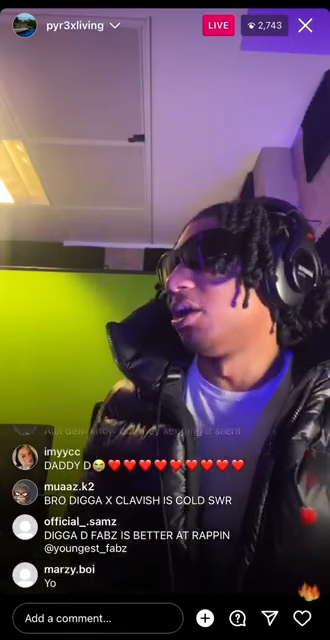 pyr3xliving
LIVE
2,743
imyycc
DADDY D😭❤️❤️❤️❤️❤️❤️❤️❤️❤️❤️
muaaz.k2
BRO DIGGA X CLAVISH IS COLD SWR
official_.samz
DIGGA D FABZ IS BETTER AT RAPPIN
@youngest_fabz
marzy.boi
Yo
Add a comment...